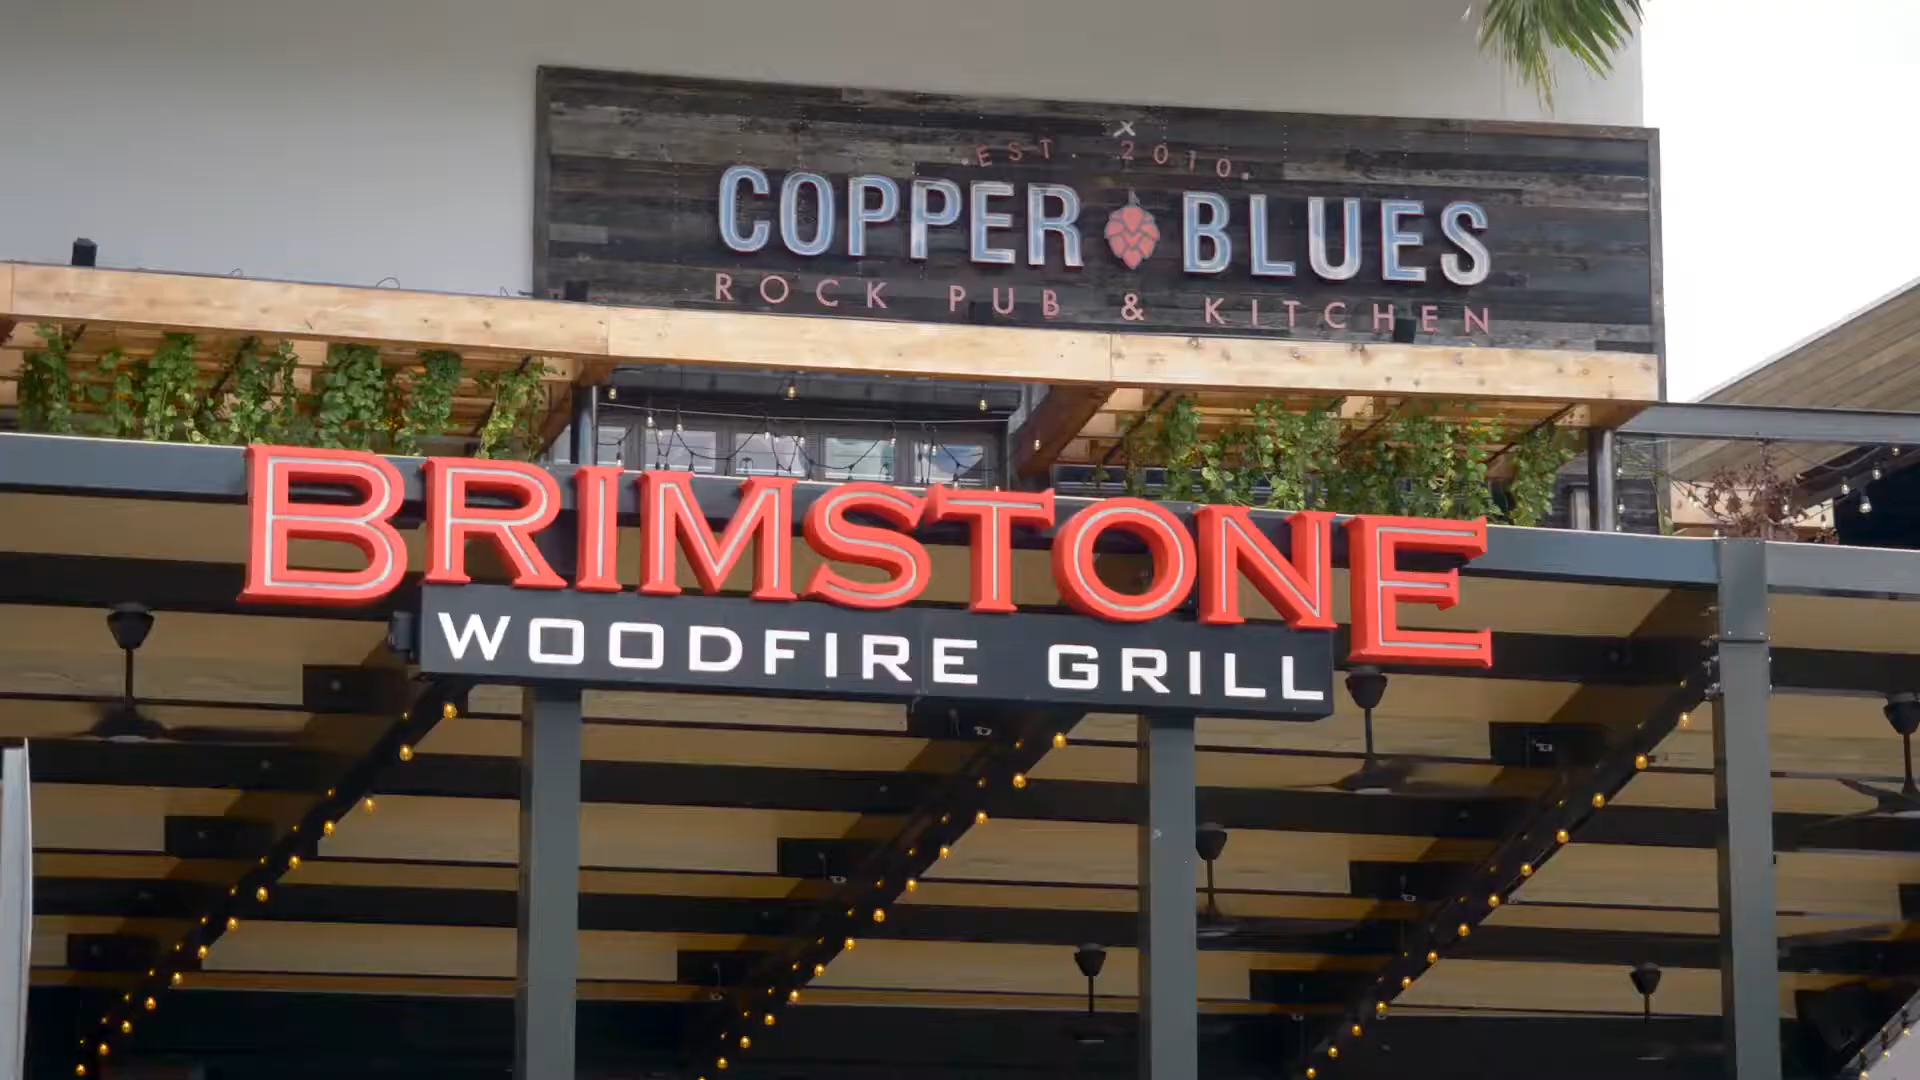 .EST. 2010.
COPPER BLUES
ROCK PUB & KITCHEN
BRIMSTONE
WOODFIRE GRILL